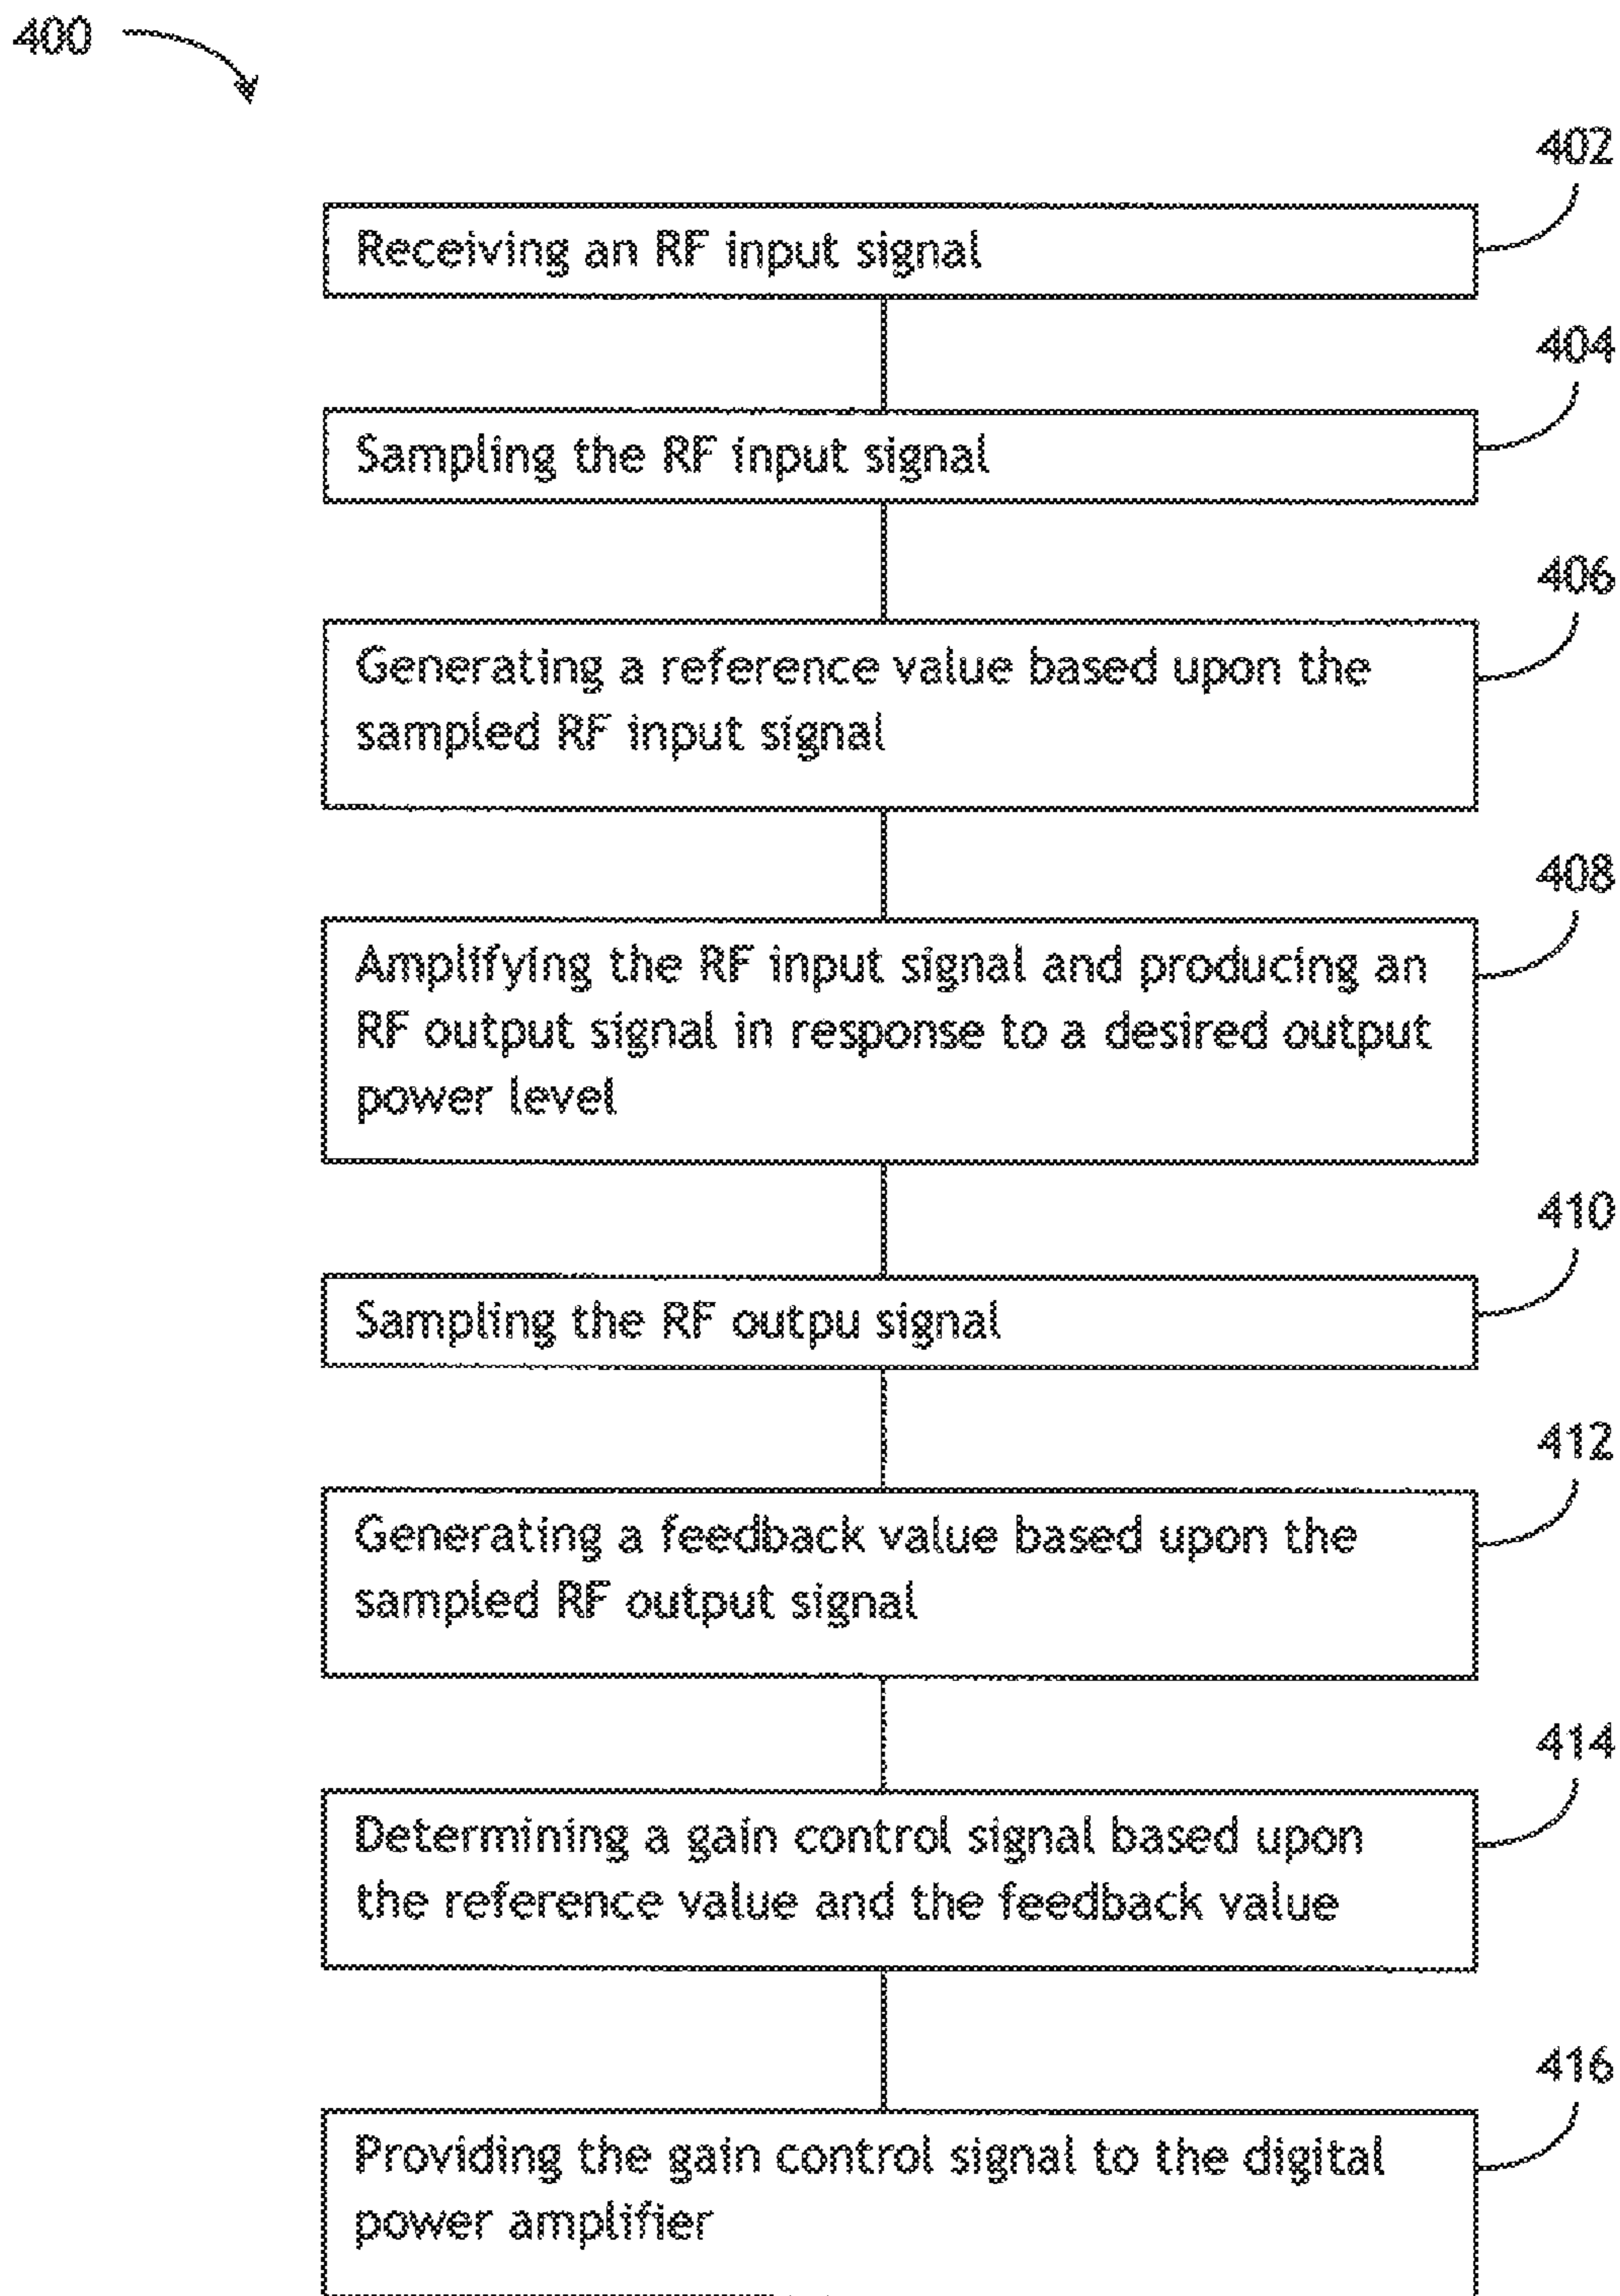 400
402
Receiving an RF input signal
404
Sampling the RF input signal
406
Generating a reference value based upon the
sampled RF input signal
408
Amplifying the RF input signal and producing an
RF output signal in response to a desired output
power level
410
Sampling the RF outpu signal
412
Generating a feedback value based upon the
sampled RF output signal
414
Determining a gain control signal based upon
the reference value and the feedback value
416
Providing the gain control signal to the digital
power amplifier